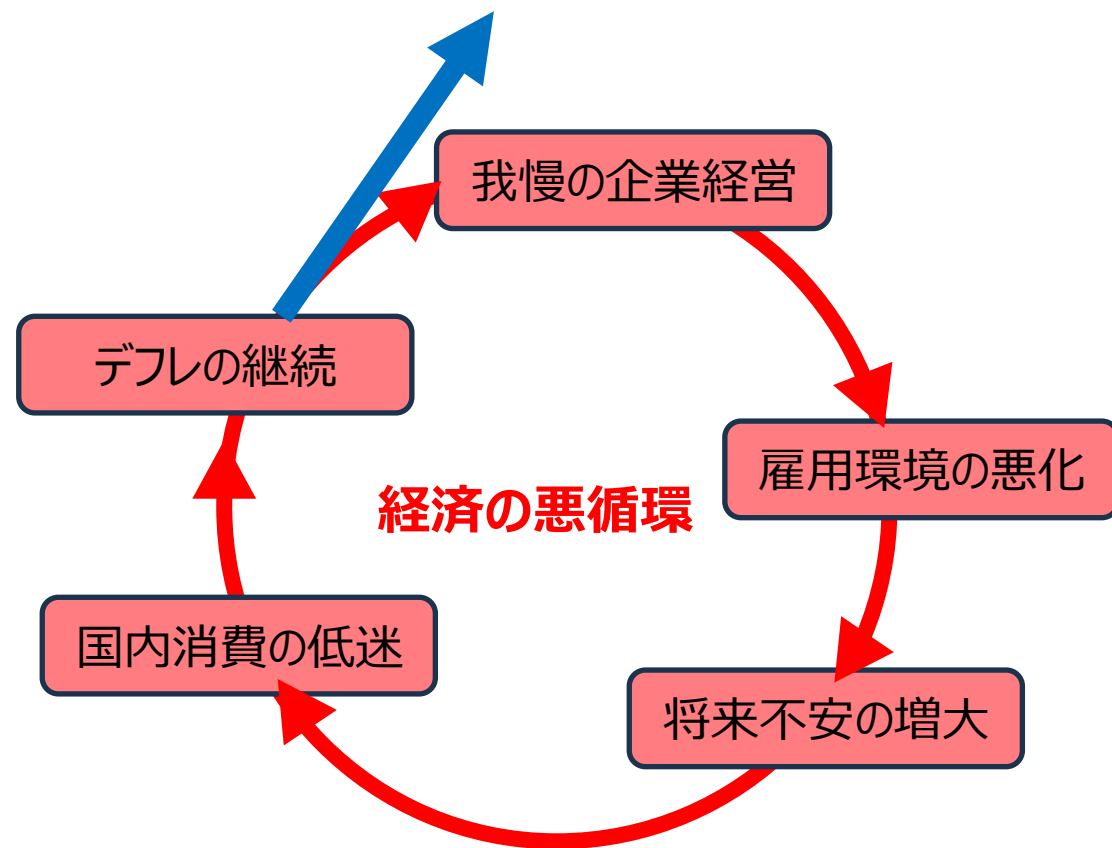 我慢の企業経営
デフレの継続
雇用環境の悪化
経済の悪循環
国内消費の低迷
将来不安の増大